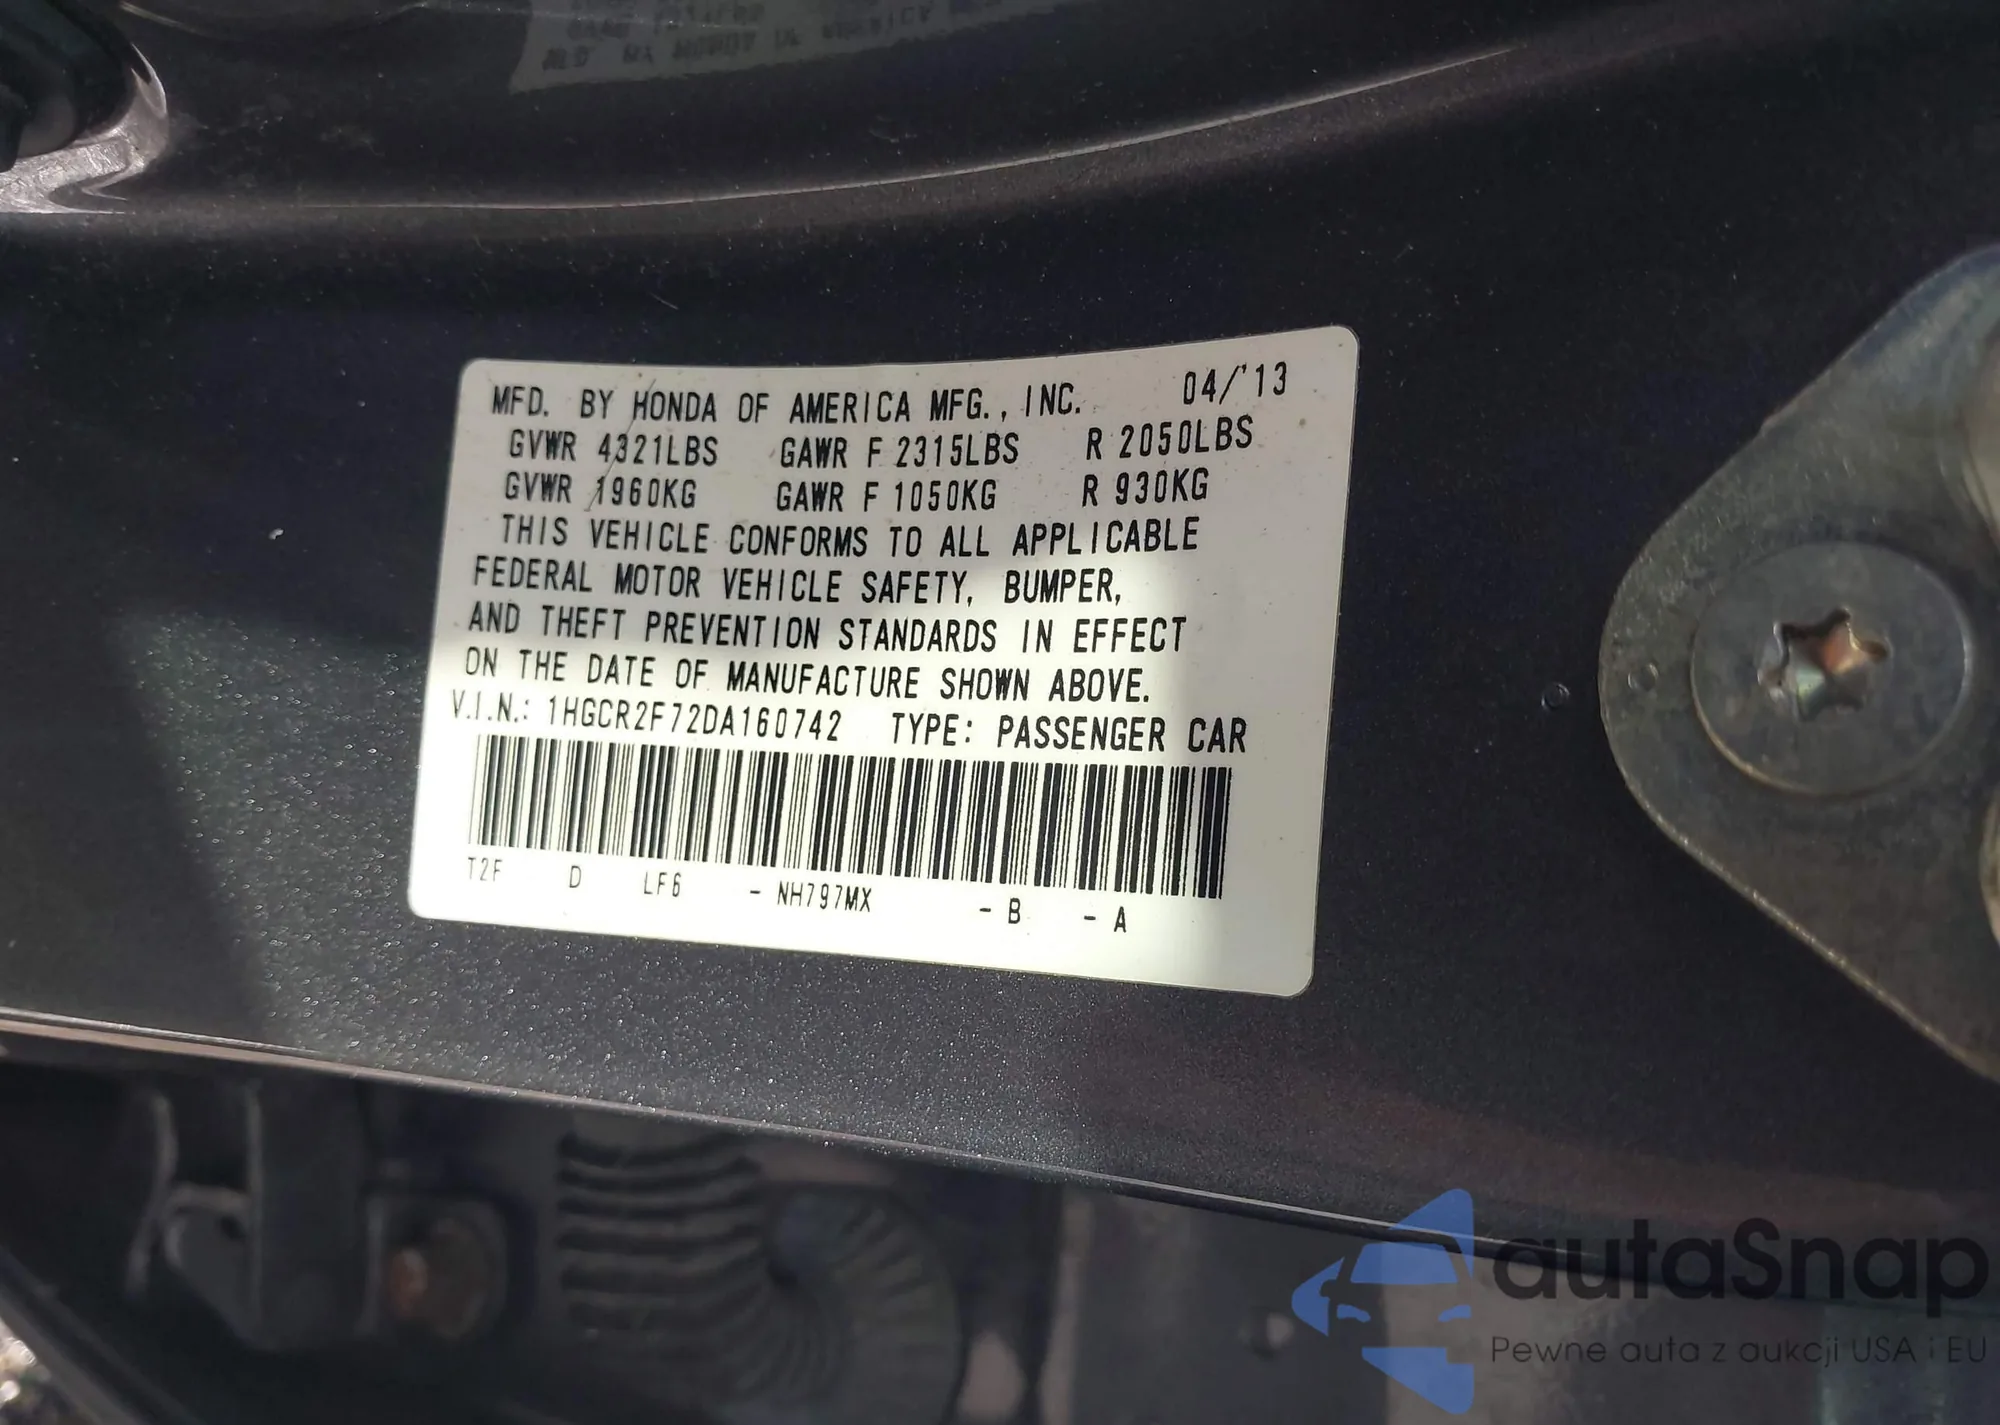 MFD. BY HONDA OF AMERICA MFG., INC. 04/'13
GVWR 4321LBS GAWR F 2315LBS R 2050LBS
GVWR 1960KG GAWR F 1050KG R 930KG
THIS VEHICLE CONFORMS TO ALL APPLICABLE
FEDERAL MOTOR VEHICLE SAFETY, BUMPER,
AND THEFT PREVENTION STANDARDS IN EFFECT
ON THE DATE OF MANUFACTURE SHOWN ABOVE.
V.I.N.: 1HGCR2F72DA160742 TYPE: PASSENGER CAR
T2F D LF6 - NH797MX - B - A
autaSnap
Pewne auta z aukcji USA i EU